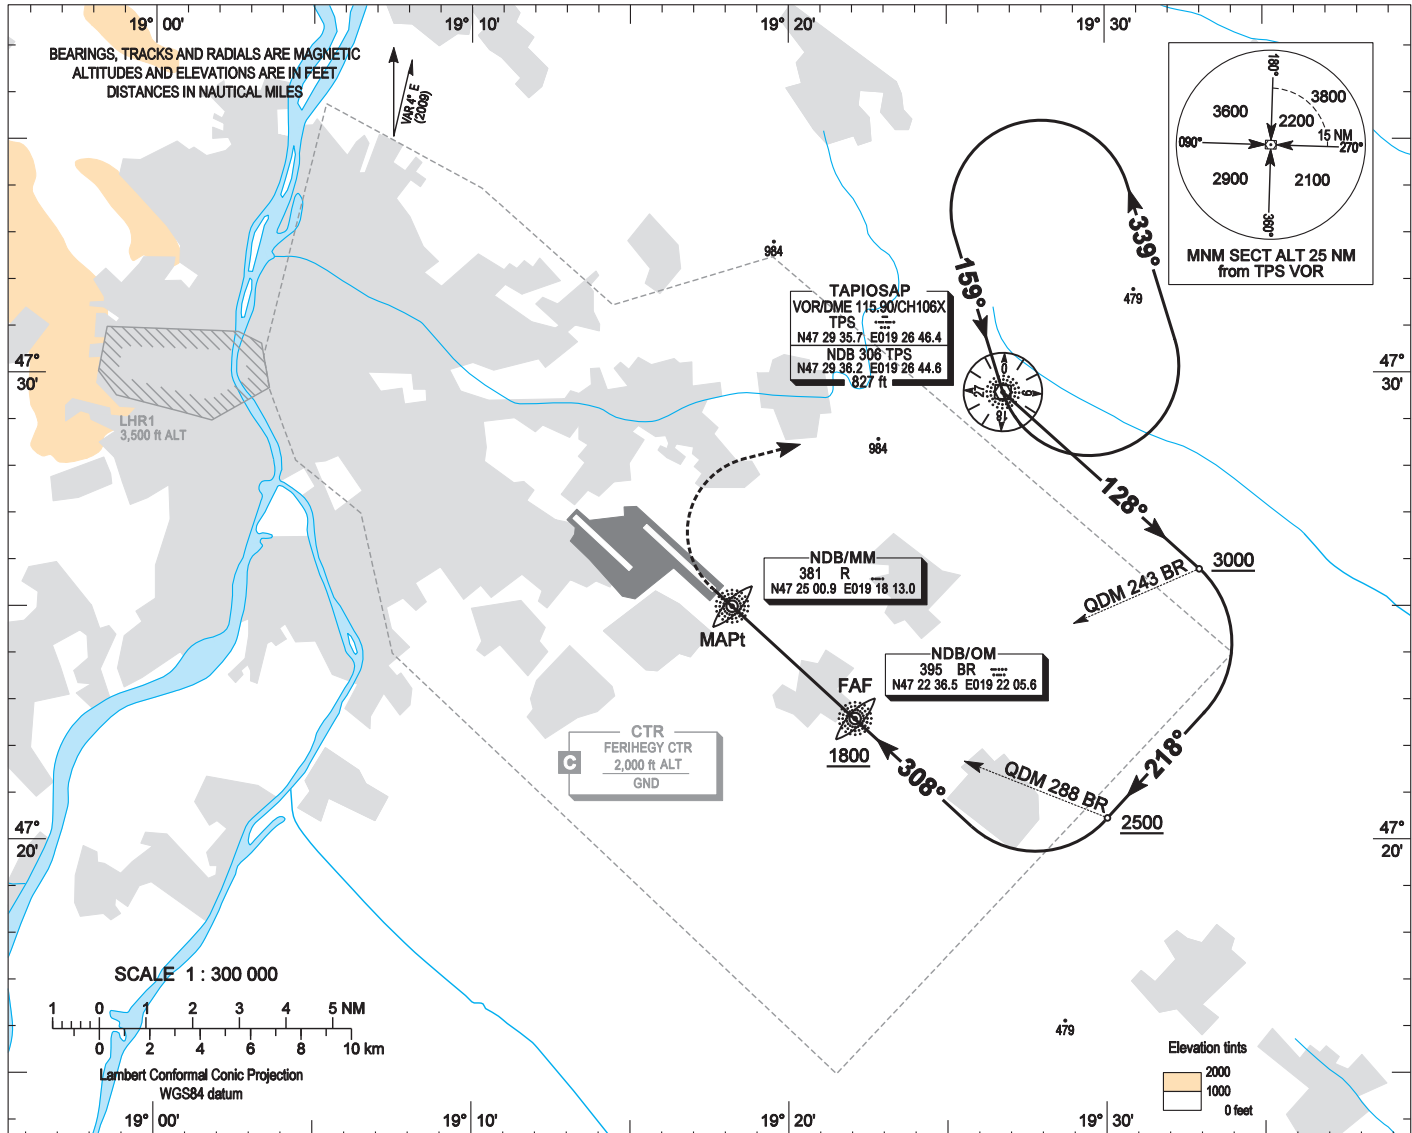 19° 00'
19° 10'
19° 20'
19° 30'
BEARINGS, TRACKS AND RADIALS ARE MAGNETIC
ALTITUDES AND ELEVATIONS ARE IN FEET
DISTANCES IN NAUTICAL MILES
VAR 4° E
(2009)
180°
3600
3800
2200
15 NM
090°
270°
2900
2100
360°
MNM SECT ALT 25 NM
from TPS VOR
984
339°
159°
479
TAPIOSAP
VOR/DME 115.90/CH106X
TPS
N47 29 35.7 E019 26 46.4
NDB 306 TPS
N47 29 36.2 E019 26 44.6
827 ft
47°
30'
47°
30'
0
9
18
27
LHR1
3,500 ft ALT
984
128°
NDB/MM
381 R
N47 25 00.9 E019 18 13.0
3000
QDM 243 BR
MAPt
NDB/OM
395 BR
N47 22 36.5 E019 22 05.6
FAF
1800
CTR
FERIHEGY CTR
C
2,000 ft ALT
GND
308°
218°
QDM 288 BR
2500
47°
20'
47°
20'
SCALE 1 : 300 000
1 0 1 2 3 4 5 NM
0 2 4 6 8 10 km
Lambert Conformal Conic Projection
WGS84 datum
479
Elevation tints
2000
1000
0 feet
19° 00'
19° 10'
19° 20'
19° 30'